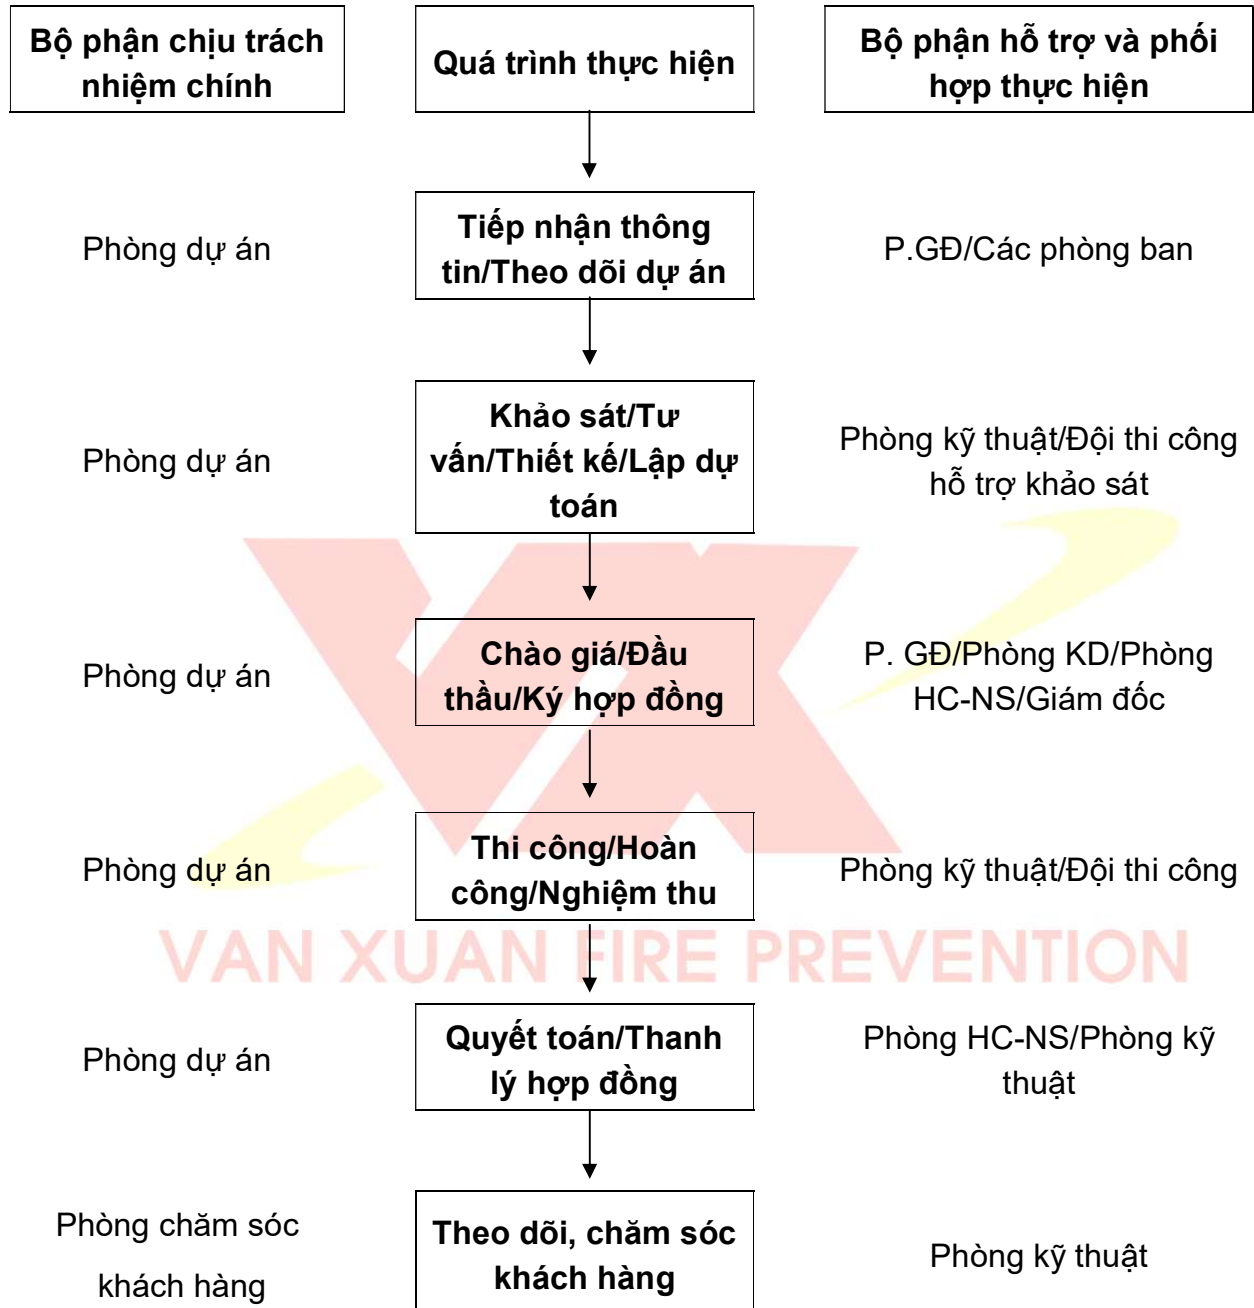 Bộ phận chịu trách
nhiệm chính
Quá trình thực hiện
Bộ phận hỗ trợ và phối
hợp thực hiện
Phòng dự án
Tiếp nhận thông
tin/Theo dõi dự án
P.GĐ/Các phòng ban
Phòng dự án
Khảo sát/Tư
vấn/Thiết kế/Lập dự
toán
Phòng kỹ thuật/Đội thi công
hỗ trợ khảo sát
Phòng dự án
Chào giá/Đầu
thầu/Ký hợp đồng
P. GĐ/Phòng KD/Phòng
HC-NS/Giám đốc
Phòng dự án
Thi công/Hoàn
công/Nghiệm thu
Phòng kỹ thuật/Đội thi công
VAN XUAN FIRE PREVENTION
Phòng dự án
Quyết toán/Thanh
lý hợp đồng
Phòng HC-NS/Phòng kỹ
thuật
Phòng chăm sóc
khách hàng
Theo dõi, chăm sóc
khách hàng
Phòng kỹ thuật